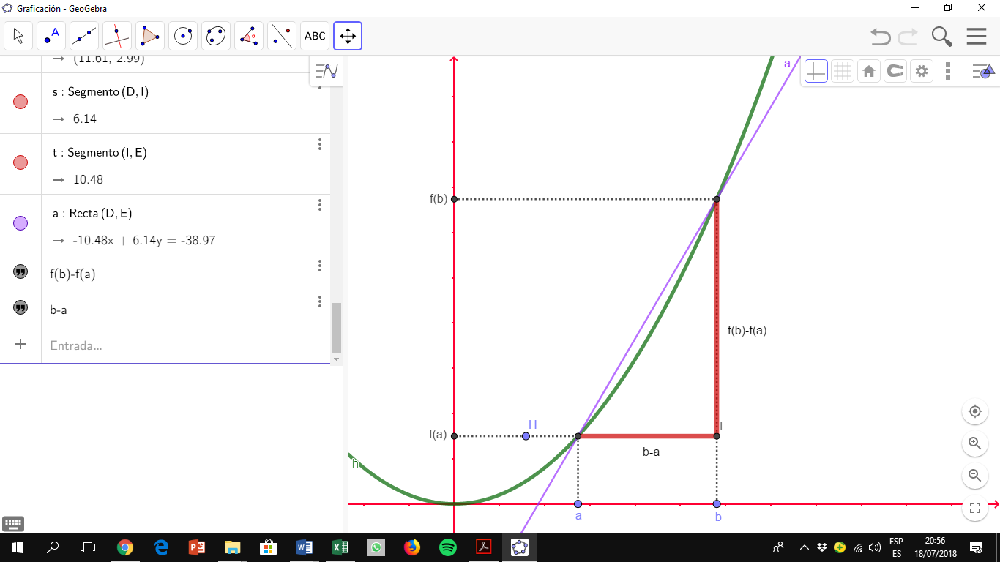 Graficación - GeoGebra
A
α
ABC
→ (11.61, 2.99)
s : Segmento (D, I)
→ 6.14
t : Segmento (I, E)
→ 10.48
a : Recta (D, E)
→ -10.48x + 6.14y = -38.97
f(b)-f(a)
b-a
+ Entrada...
a
f(b)
f(b)-f(a)
f(a)
H
I
b-a
h
a
b
ESP
ES
20:56
18/07/2018